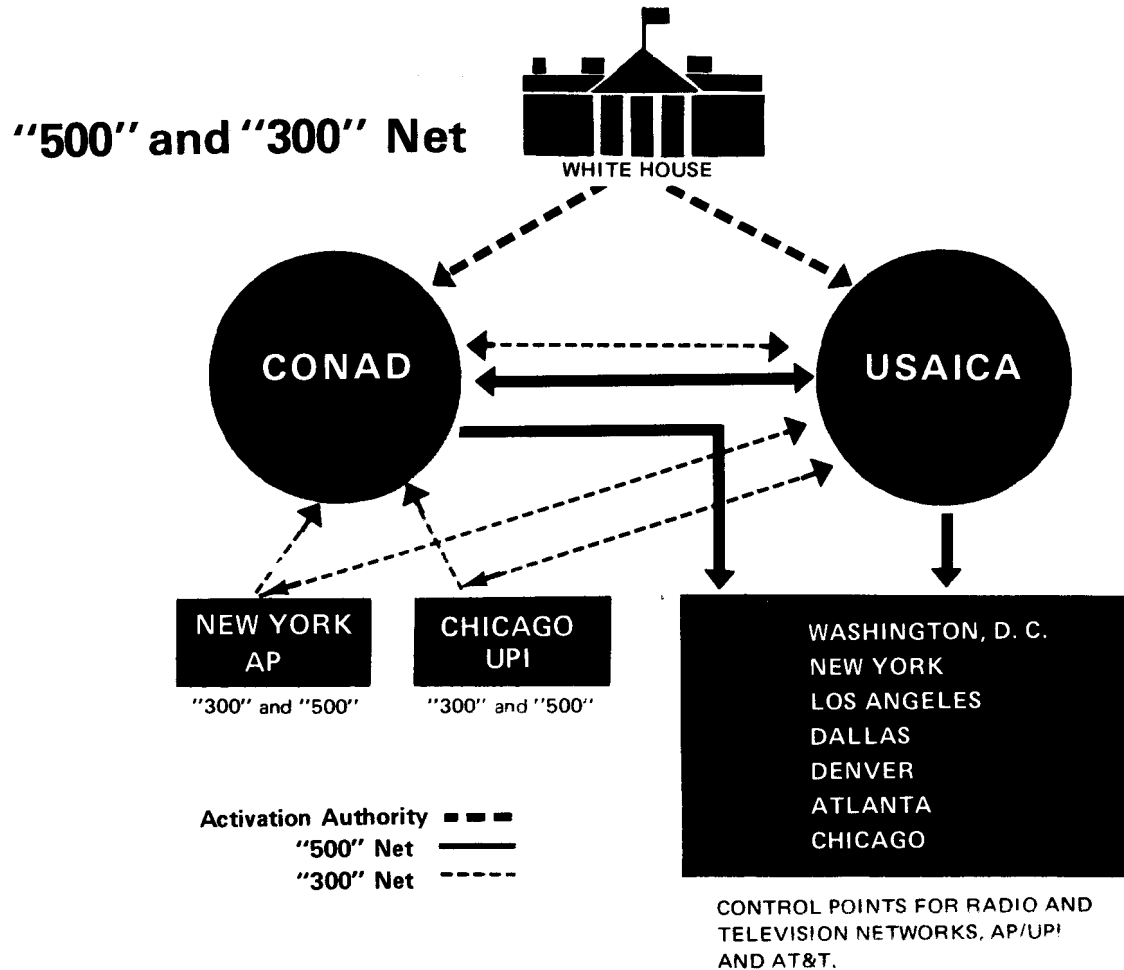 "500" and "300" Net
WHITE HOUSE
CONAD
USAICA
NEW YORK
AP
"300" and "500"
CHICAGO
UPI
"300" and "500"
WASHINGTON, D. C.
NEW YORK
LOS ANGELES
DALLAS
DENVER
ATLANTA
CHICAGO
CONTROL POINTS FOR RADIO AND
TELEVISION NETWORKS, AP/UPI
AND AT&T.
Activation Authority
"500" Net
"300" Net